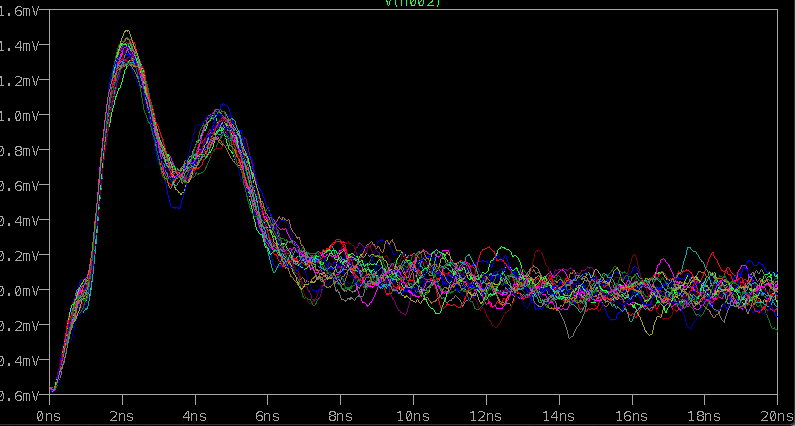 V(n002)
1.6mV
1.4mV
1.2mV
1.0mV
0.8mV
0.6mV
0.4mV
0.2mV
0.0mV
0.2mV
0.4mV
0.6mV
0ns 2ns 4ns 6ns 8ns 10ns 12ns 14ns 16ns 18ns 20ns